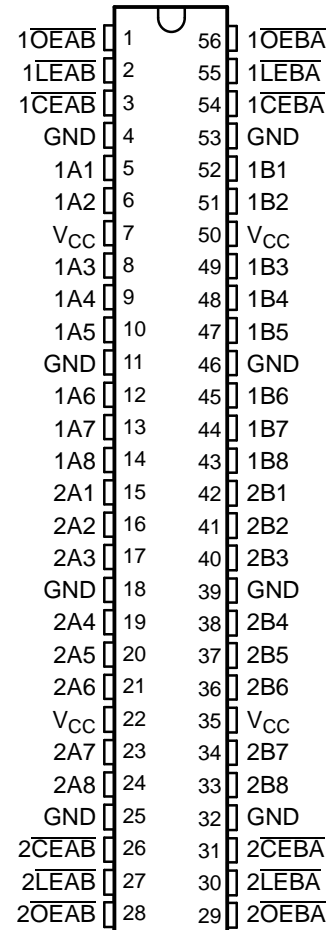 1OEAB 1 56 1OEBA
1LEAB 2 55 1LEBA
1CEAB 3 54 1CEBA
GND 4 53 GND
1A1 5 52 1B1
1A2 6 51 1B2
VCC 7 50 VCC
1A3 8 49 1B3
1A4 9 48 1B4
1A5 10 47 1B5
GND 11 46 GND
1A6 12 45 1B6
1A7 13 44 1B7
1A8 14 43 1B8
2A1 15 42 2B1
2A2 16 41 2B2
2A3 17 40 2B3
GND 18 39 GND
2A4 19 38 2B4
2A5 20 37 2B5
2A6 21 36 2B6
VCC 22 35 VCC
2A7 23 34 2B7
2A8 24 33 2B8
GND 25 32 GND
2CEAB 26 31 2CEBA
2LEAB 27 30 2LEBA
2OEAB 28 29 2OEBA